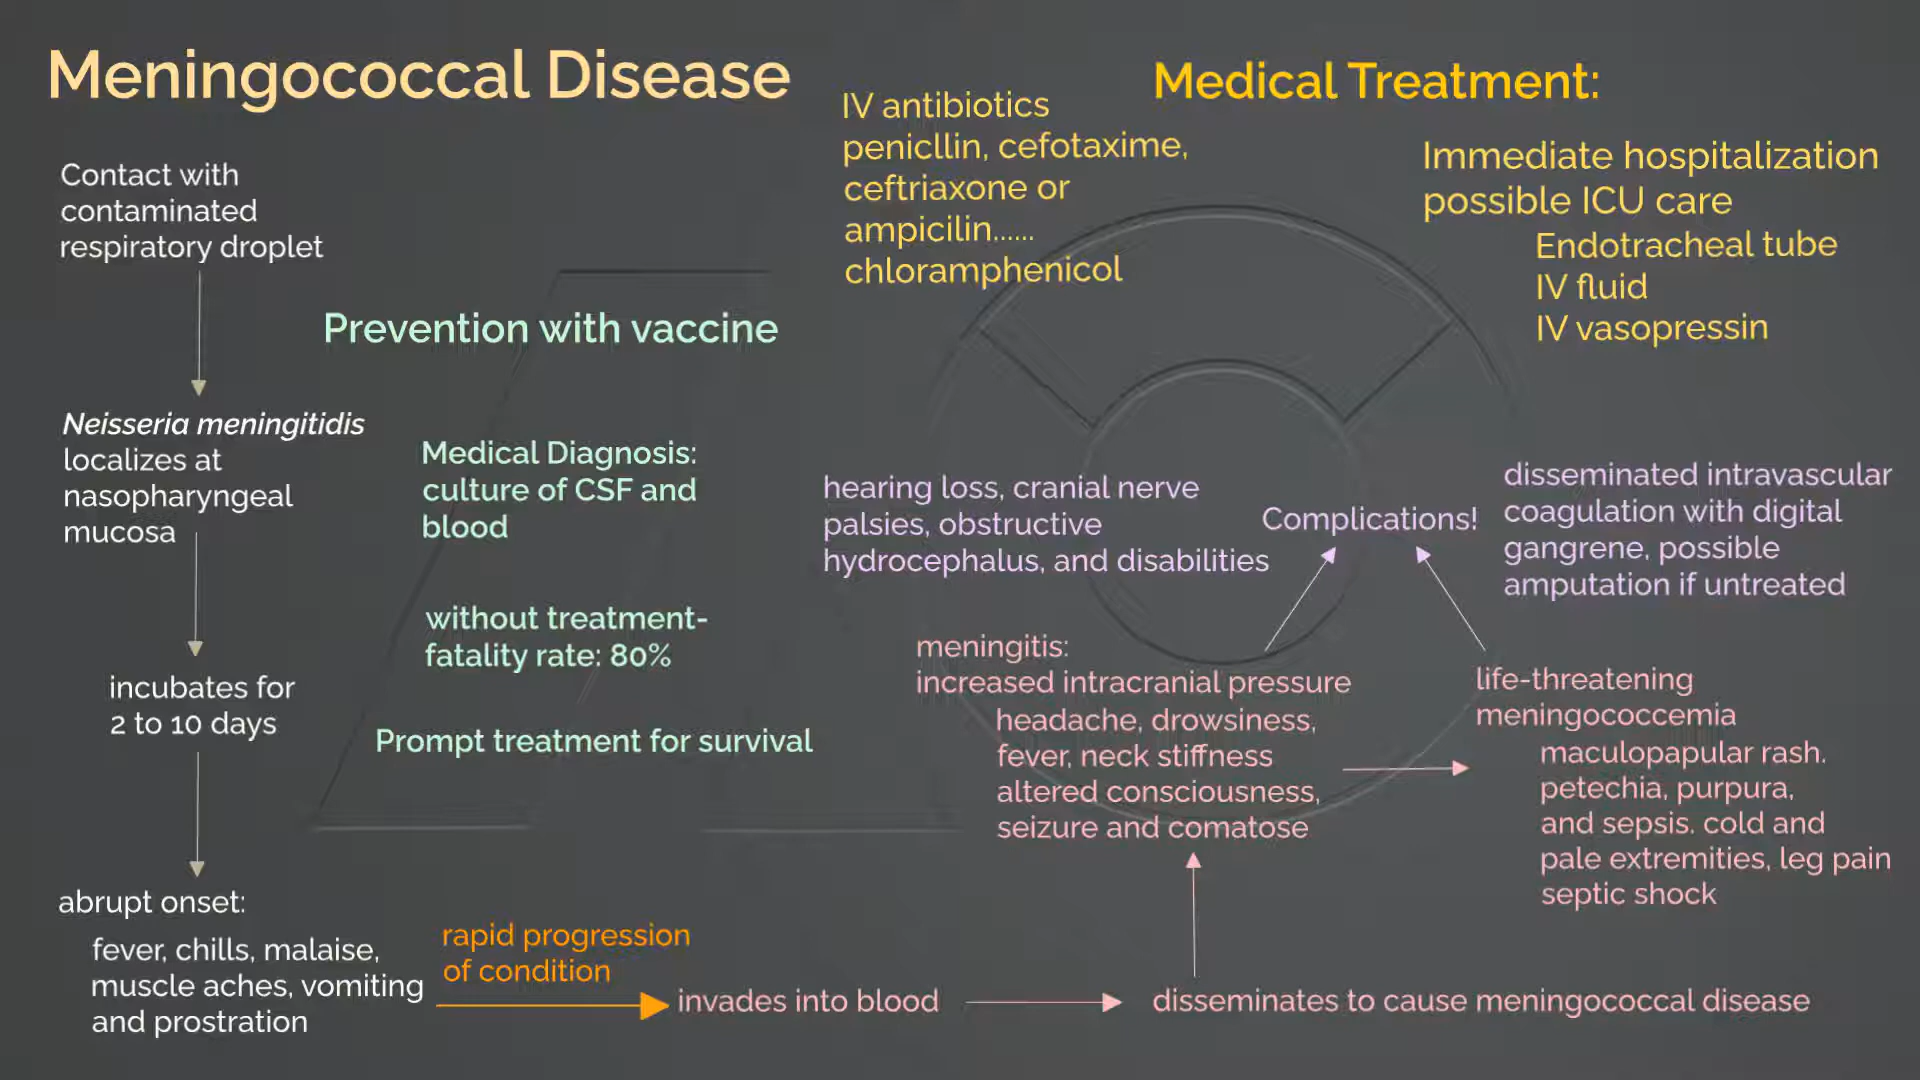 Meningococcal Disease
Contact with
contaminated
respiratory droplet
Neisseria meningitidis
localizes at
nasopharyngeal
mucosa
incubates for
2 to 10 days
abrupt onset:
fever, chills, malaise,
muscle aches, vomiting
and prostration
rapid progression
of condition
invades into blood
disseminates to cause meningococcal disease
Prevention with vaccine
Medical Diagnosis:
culture of CSF and
blood
without treatment-
fatality rate: 80%
Prompt treatment for survival
Medical Treatment:
IV antibiotics
penicllin, cefotaxime,
ceftriaxone or
ampicilin......
chloramphenicol
Immediate hospitalization
possible ICU care
Endotracheal tube
IV fluid
IV vasopressin
hearing loss, cranial nerve
palsies, obstructive
hydrocephalus, and disabilities
Complications!
disseminated intravascular
coagulation with digital
gangrene, possible
amputation if untreated
meningitis:
increased intracranial pressure
headache, drowsiness,
fever, neck stiffness
altered consciousness,
seizure and comatose
life-threatening
meningococcemia
maculopapular rash.
petechia, purpura,
and sepsis. cold and
pale extremities, leg pain
septic shock